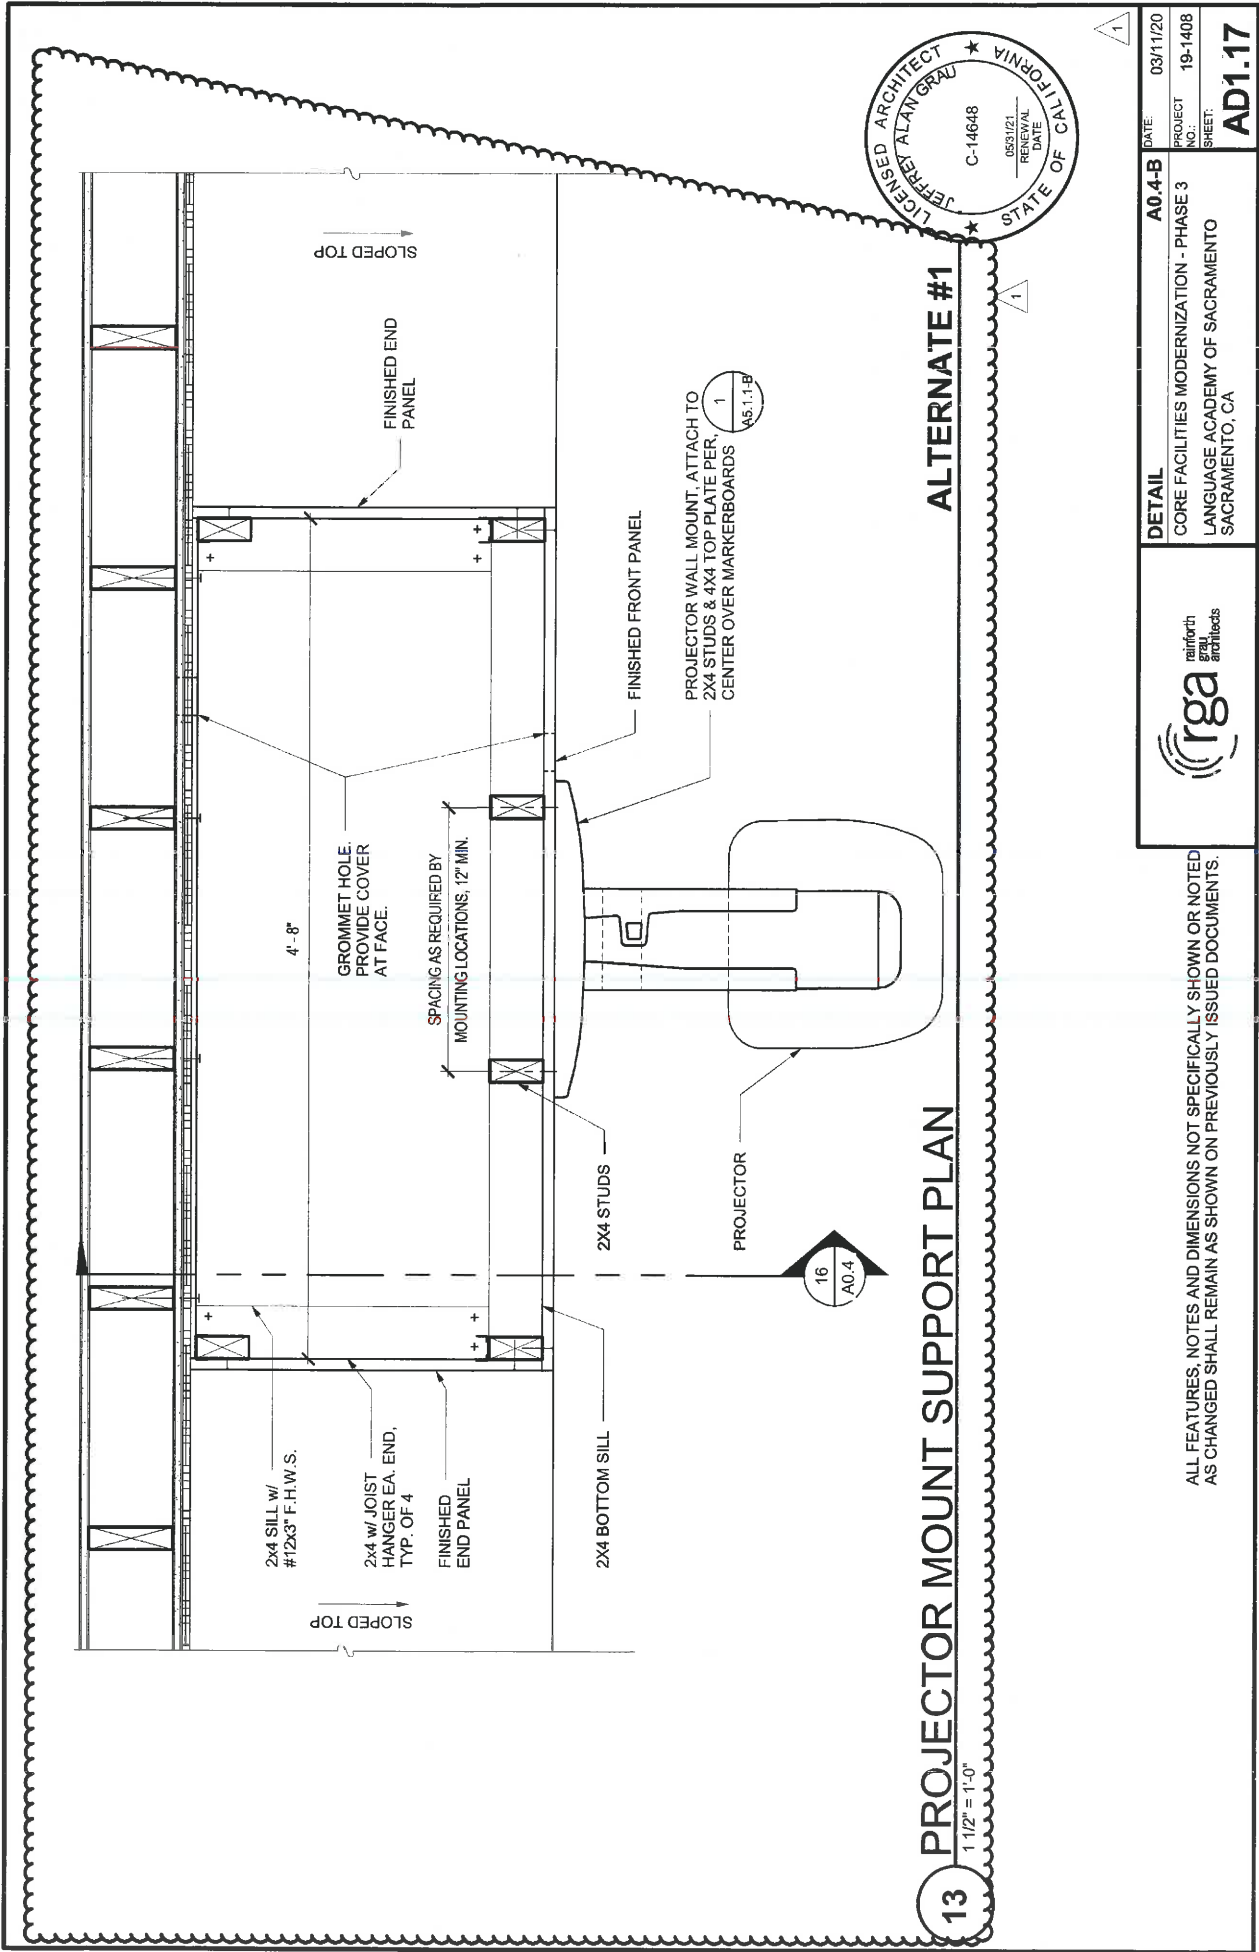 SLOPED TOP
2x4 SILL w/
#12x3" F.H.W.S.
2x4 w/ JOIST
HANGER EA. END,
TYP. OF 4
FINISHED
END PANEL
2X4 BOTTOM SILL
4' - 8"
GROMMET HOLE.
PROVIDE COVER
AT FACE.
SPACING AS REQUIRED BY
MOUNTING LOCATIONS, 12" MIN.
2X4 STUDS
PROJECTOR
16
A0.4
SLOPED TOP
FINISHED END
PANEL
FINISHED FRONT PANEL
PROJECTOR WALL MOUNT, ATTACH TO
2X4 STUDS & 4X4 TOP PLATE PER,
CENTER OVER MARKERBOARDS
1
A5.1.1-B
13
PROJECTOR MOUNT SUPPORT PLAN
1 1/2" = 1'-0"
ALTERNATE #1
1
LICENSED ARCHITECT
JEFFREY ALAN GRAU
C-14648
05/31/21
RENEWAL
DATE
STATE OF CALIFORNIA
1
ALL FEATURES, NOTES AND DIMENSIONS NOT SPECIFICALLY SHOWN OR NOTED
AS CHANGED SHALL REMAIN AS SHOWN ON PREVIOUSLY ISSUED DOCUMENTS.
rga
rainforth
grau
architects
DETAIL A0.4-B
CORE FACILITIES MODERNIZATION - PHASE 3
LANGUAGE ACADEMY OF SACRAMENTO
SACRAMENTO, CA
DATE: 03/11/20
PROJECT
NO.: 19-1408
SHEET:
AD1.17